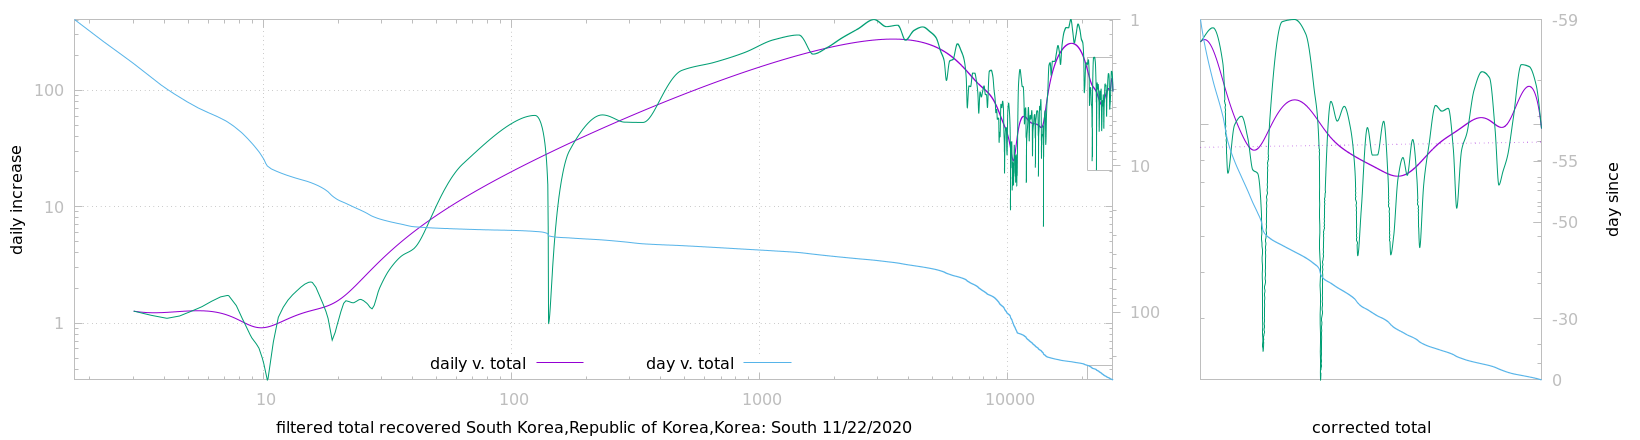 daily increase
100
10
1
10
100
1000
10000
1
10
100
daily v. total
day v. total
filtered total recovered South Korea,Republic of Korea,Korea: South 11/22/2020
-59
-55
-50
-30
0
day since
corrected total